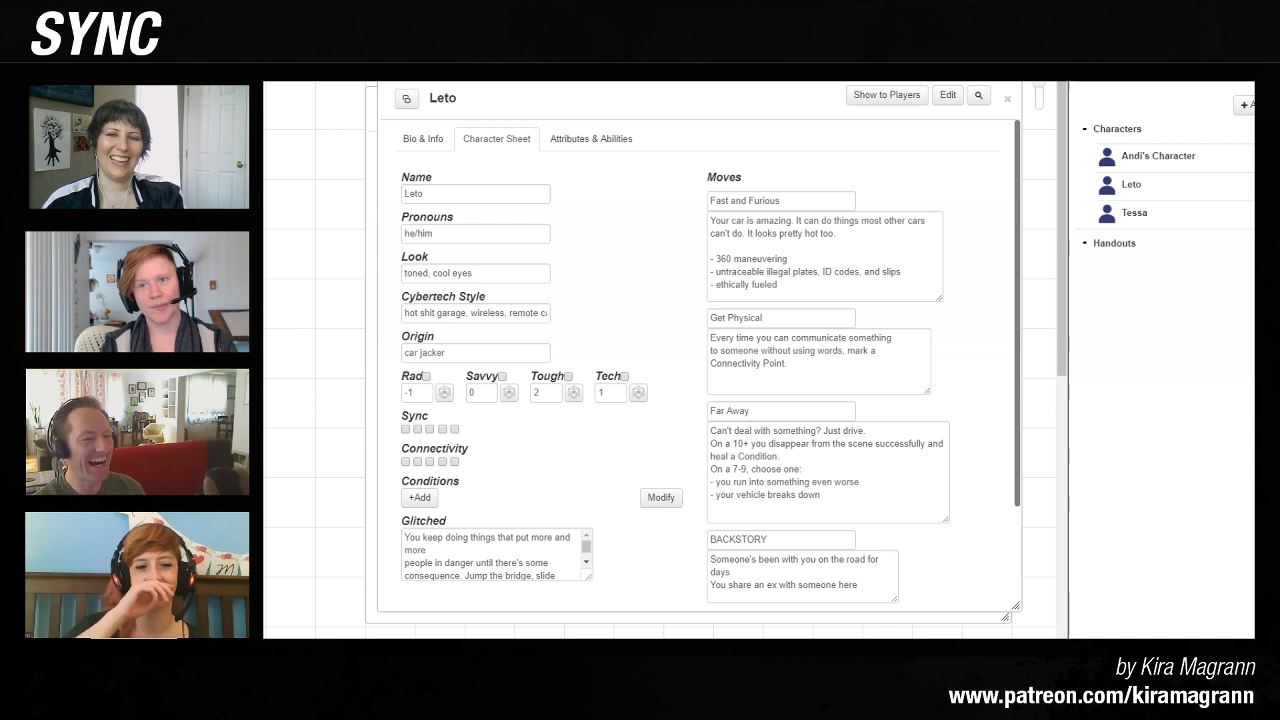 SYNC
Leto
Show to Players
Edit
Bio & Info
Character Sheet
Attributes & Abilities
Name
Leto
Pronouns
he/him
Look
toned, cool eyes
Cybertech Style
hot shit garage, wireless, remote ca
Origin
car jacker
Rad
Savvy
Tough
Tech
-1
0
2
1
Sync
Connectivity
Conditions
+Add
Modify
Glitched
You keep doing things that put more and
more
people in danger until there's some
consequence. Jump the bridge, slide
Moves
Fast and Furious
Your car is amazing. It can do things most other cars
can't do. It looks pretty hot too.
- 360 maneuvering
- untraceable illegal plates, ID codes, and slips
- ethically fueled
Get Physical
Every time you can communicate something
to someone without using words, mark a
Connectivity Point.
Far Away
Can't deal with something? Just drive.
On a 10+ you disappear from the scene successfully and
heal a Condition.
On a 7-9, choose one:
- you run into something even worse
- your vehicle breaks down
BACKSTORY
Someone's been with you on the road for
days.
You share an ex with someone here
Characters
Andi's Character
Leto
Tessa
Handouts
by Kira Magrann
www.patreon.com/kiramagrann